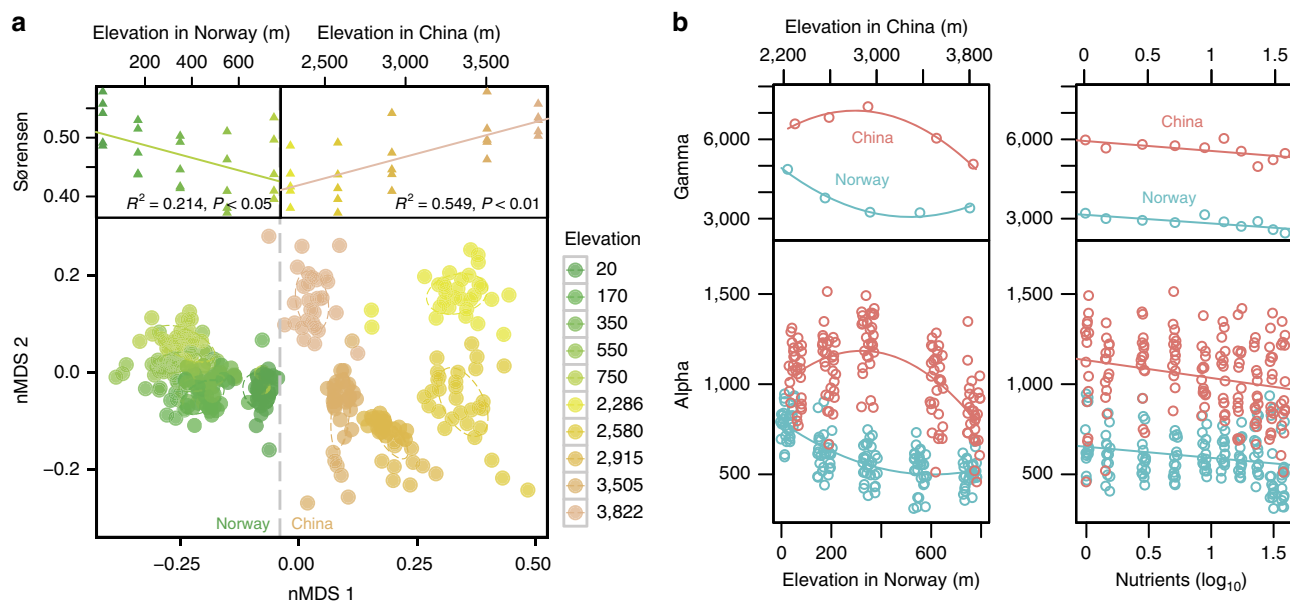 a
Elevation in Norway (m)
Elevation in China (m)
200 400 600
2,500 3,000 3,500
Sørensen
0.50
0.40
R² = 0.214, P < 0.05
R² = 0.549, P < 0.01
nMDS 2
0.2
0.0
−0.2
Norway
China
−0.25 0.00 0.25 0.50
nMDS 1
Elevation
20
170
350
550
750
2,286
2,580
2,915
3,505
3,822
b
Elevation in China (m)
2,200 3,000 3,800
Gamma
6,000
3,000
China
Norway
Alpha
1,500
1,000
500
0 200 600
Elevation in Norway (m)
0 0.5 1 1.5
6,000
3,000
China
Norway
1,500
1,000
500
0 0.5 1.0 1.5
Nutrients (log₁₀)